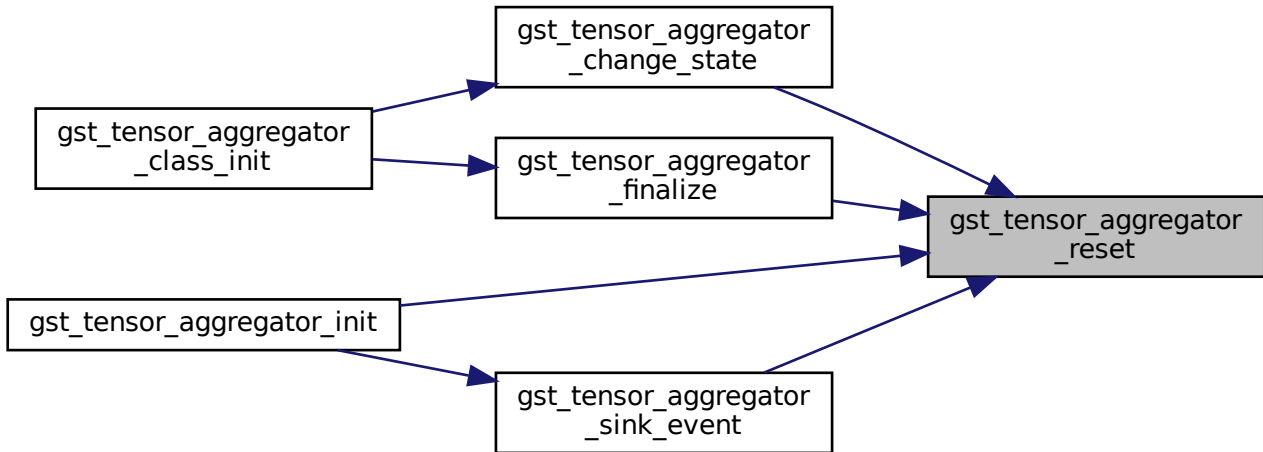 gst_tensor_aggregator
_change_state
gst_tensor_aggregator
_class_init
gst_tensor_aggregator
_finalize
gst_tensor_aggregator
_reset
gst_tensor_aggregator_init
gst_tensor_aggregator
_sink_event